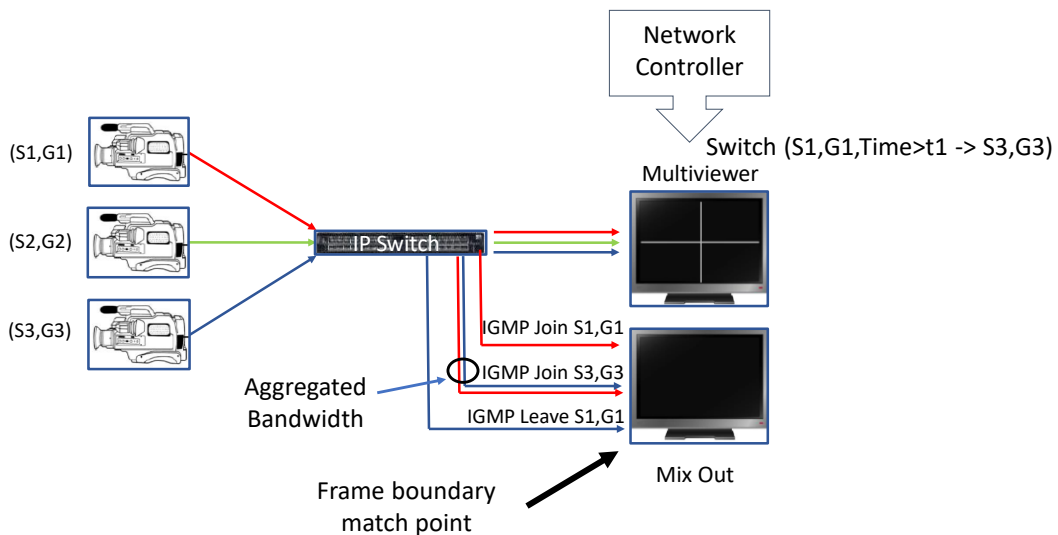 Network
Controller
Switch (S1,G1,Time>t1 -> S3,G3)
Multiviewer
(S1,G1)
(S2,G2)
IP Switch
(S3,G3)
IGMP Join S1,G1
IGMP Join S3,G3
Aggregated
Bandwidth
IGMP Leave S1,G1
Mix Out
Frame boundary
match point